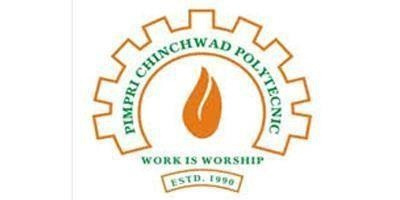 PIMPRI CHINCHWAD POLYTECNIC
WORK IS WORSHIP
ESTD. 1990